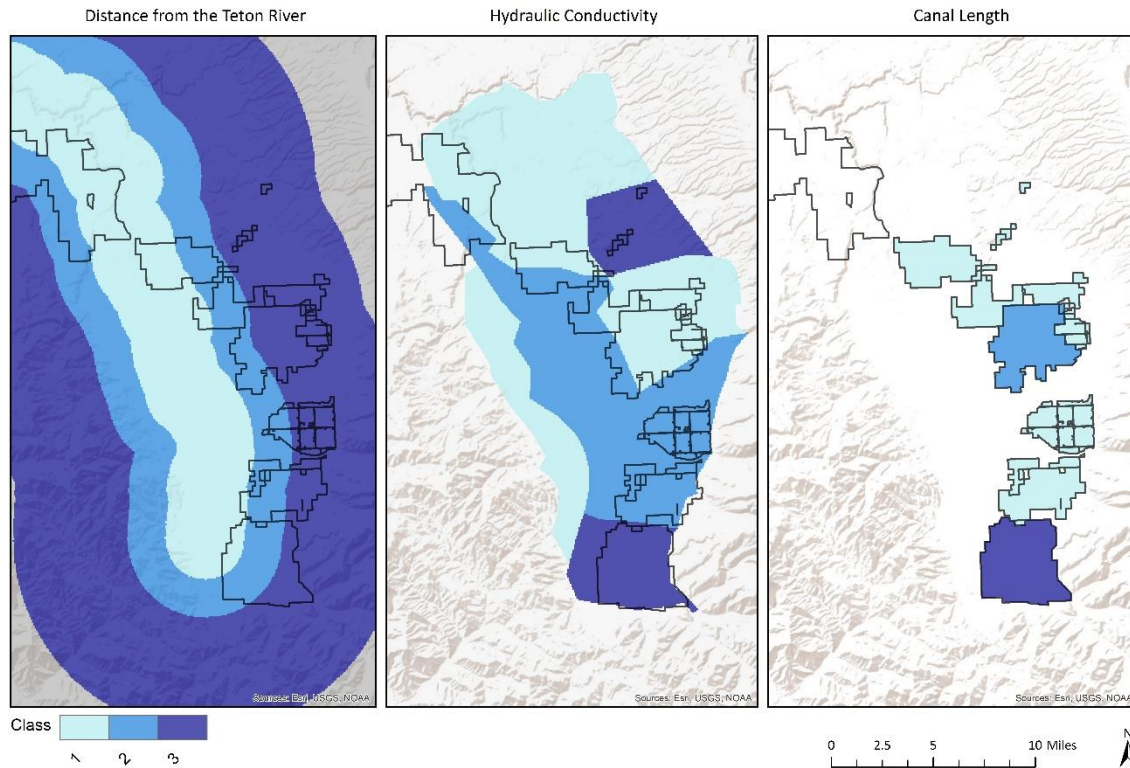 Distance from the Teton River
Hydraulic Conductivity
Canal Length
Sources: Esri, USGS, NOAA
Sources: Esri, USGS, NOAA
Sources: Esri, USGS, NOAA
Class
1
2
3
0 2.5 5 10 Miles
N